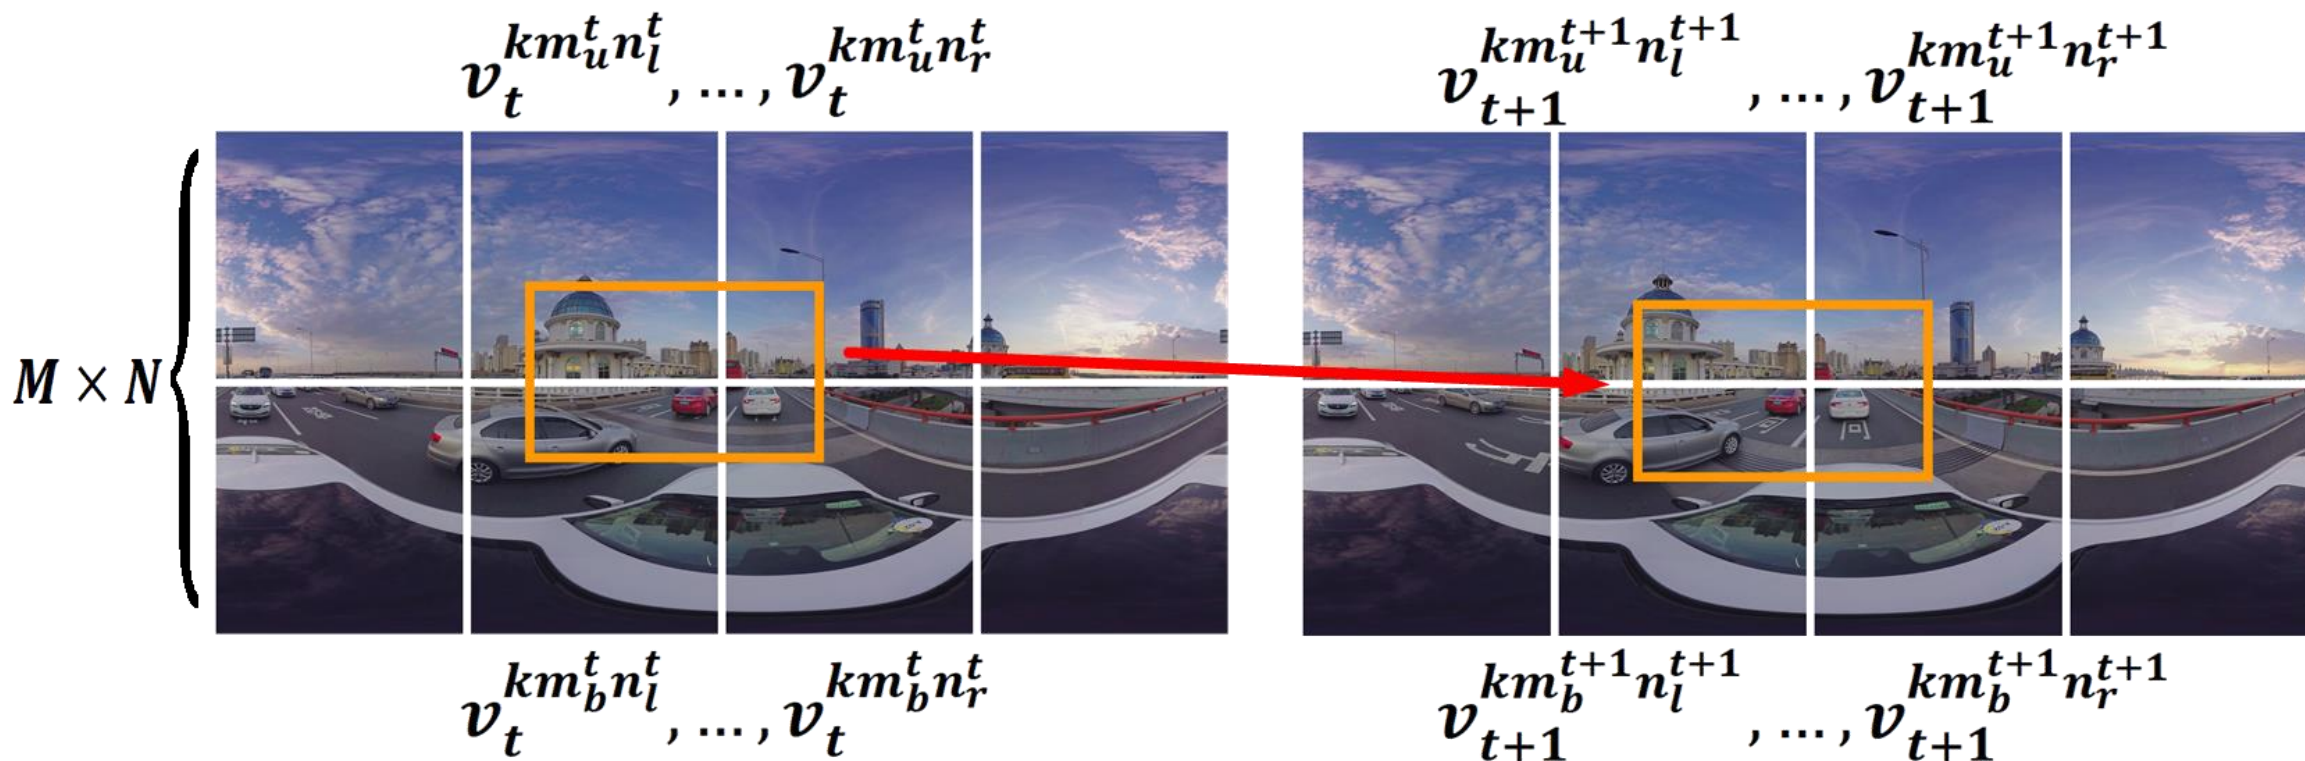 v_t^{km_u^t n_l^t}, ..., v_t^{km_u^t n_r^t}
v_{t+1}^{km_u^{t+1} n_l^{t+1}}, ..., v_{t+1}^{km_u^{t+1} n_r^{t+1}}
M × N
v_t^{km_b^t n_l^t}, ..., v_t^{km_b^t n_r^t}
v_{t+1}^{km_b^{t+1} n_l^{t+1}}, ..., v_{t+1}^{km_b^{t+1} n_r^{t+1}}